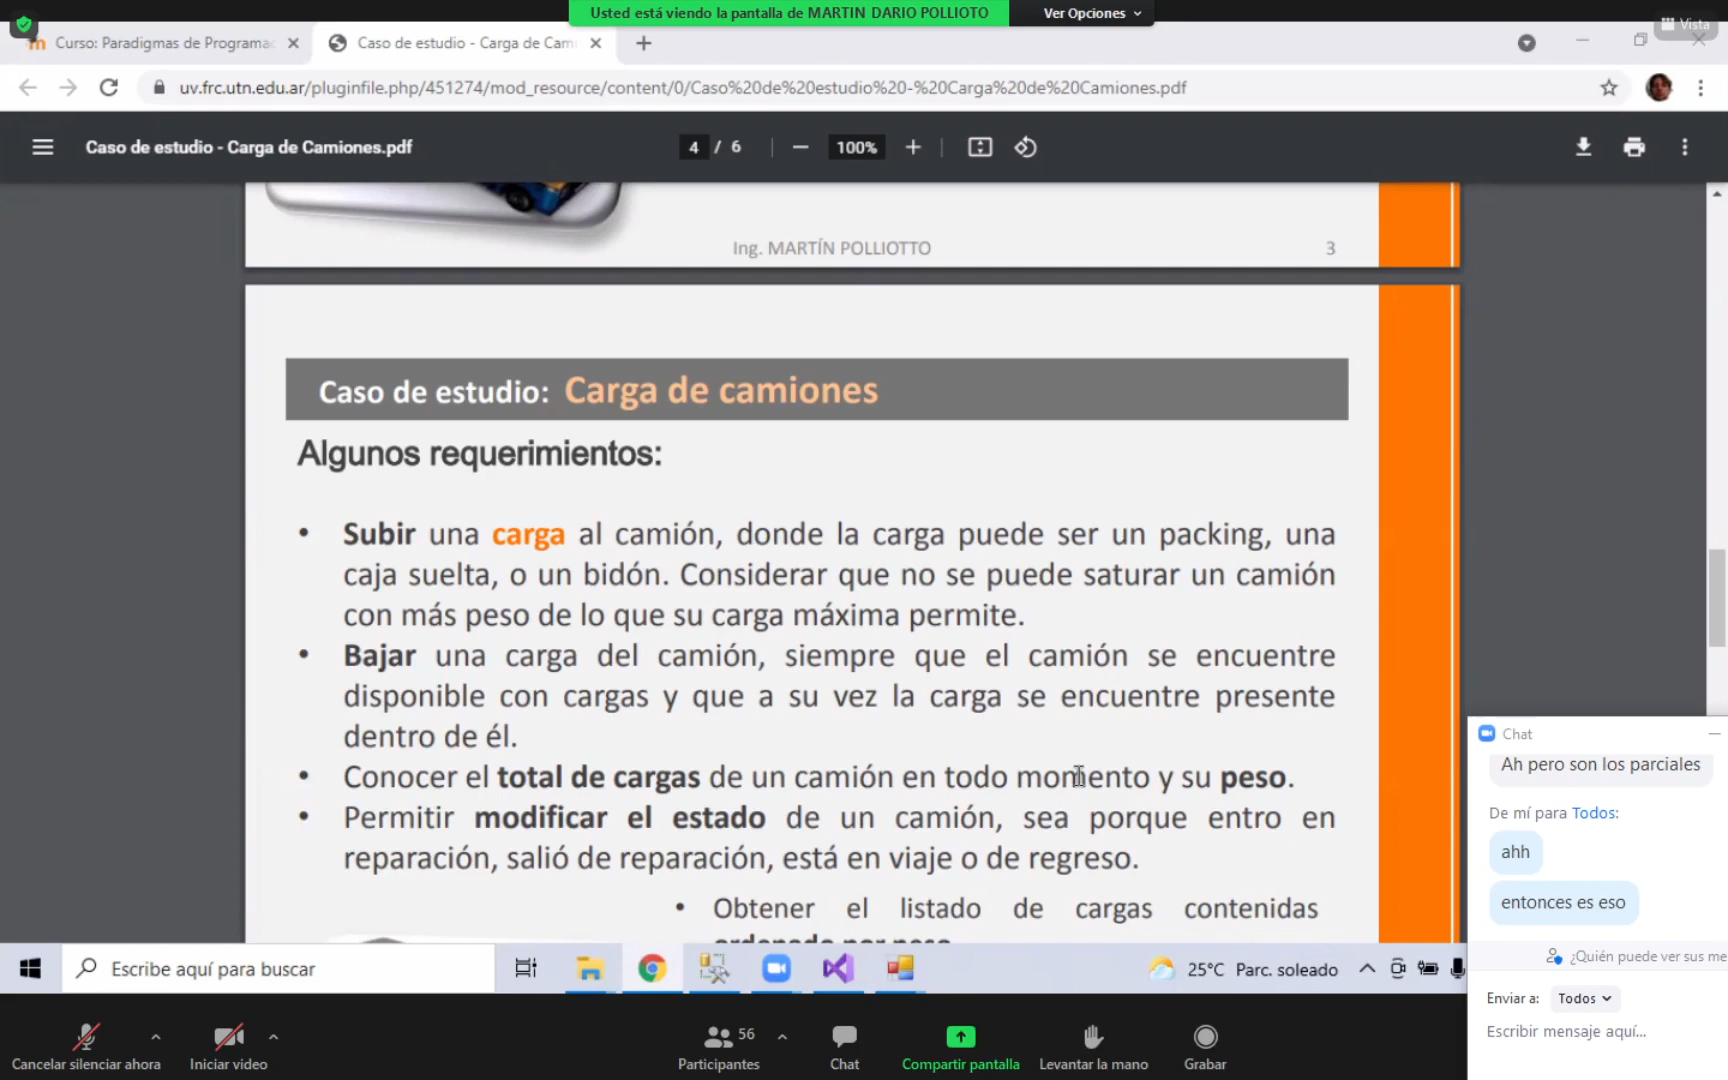 Usted está viendo la pantalla de MARTIN DARIO POLLIOTO
Ver Opciones
Vista
Curso: Paradigmas de Programac
Caso de estudio - Carga de Cam
uv.frc.utn.edu.ar/pluginfile.php/451274/mod_resource/content/0/Caso%20de%20estudio%20-%20Carga%20de%20Camiones.pdf
Caso de estudio - Carga de Camiones.pdf
4 / 6
100%
Ing. MARTÍN POLLIOTTO
3
Caso de estudio: Carga de camiones
Algunos requerimientos:
• Subir una carga al camión, donde la carga puede ser un packing, una
caja suelta, o un bidón. Considerar que no se puede saturar un camión
con más peso de lo que su carga máxima permite.
• Bajar una carga del camión, siempre que el camión se encuentre
disponible con cargas y que a su vez la carga se encuentre presente
dentro de él.
• Conocer el total de cargas de un camión en todo momento y su peso.
• Permitir modificar el estado de un camión, sea porque entro en
reparación, salió de reparación, está en viaje o de regreso.
• Obtener el listado de cargas contenidas
ordenado por peso
Chat
Ah pero son los parciales
De mí para Todos:
ahh
entonces es eso
¿Quién puede ver sus me
Enviar a: Todos
Escribir mensaje aquí...
Escribe aquí para buscar
25°C Parc. soleado
Cancelar silenciar ahora
Iniciar video
56
Participantes
Chat
Compartir pantalla
Levantar la mano
Grabar